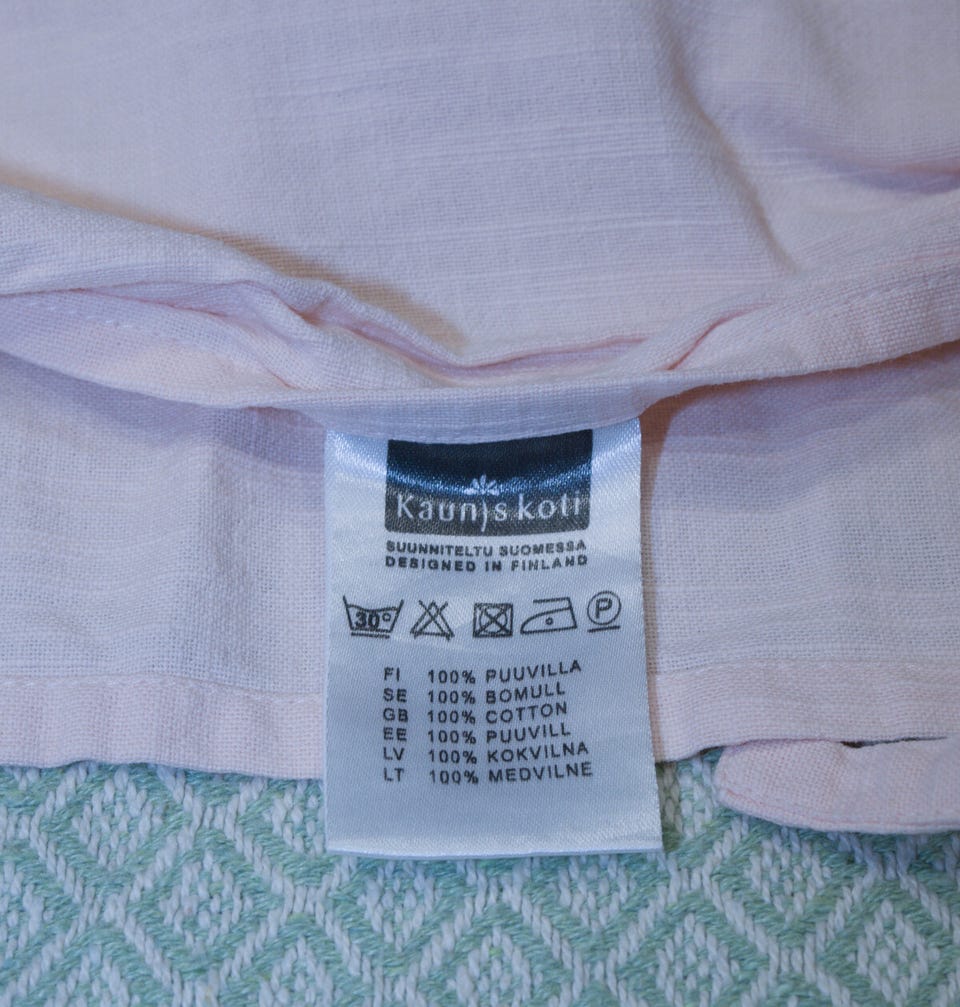 Kaunis koti
SUUNNITELTU SUOMESSA
DESIGNED IN FINLAND
30° P
FI 100% PUUVILLA
SE 100% BOMULL
GB 100% COTTON
EE 100% PUUVILL
LV 100% KOKVILNA
LT 100% MEDVILNE